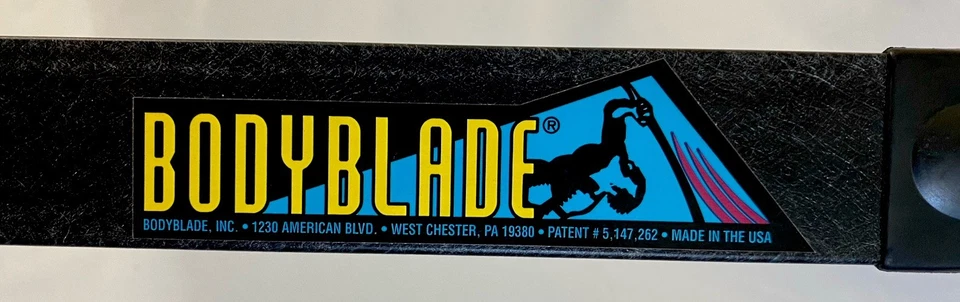 BODYBLADE®
BODYBLADE, INC. • 1230 AMERICAN BLVD. • WEST CHESTER, PA 19380 • PATENT # 5,147,262 • MADE IN THE USA